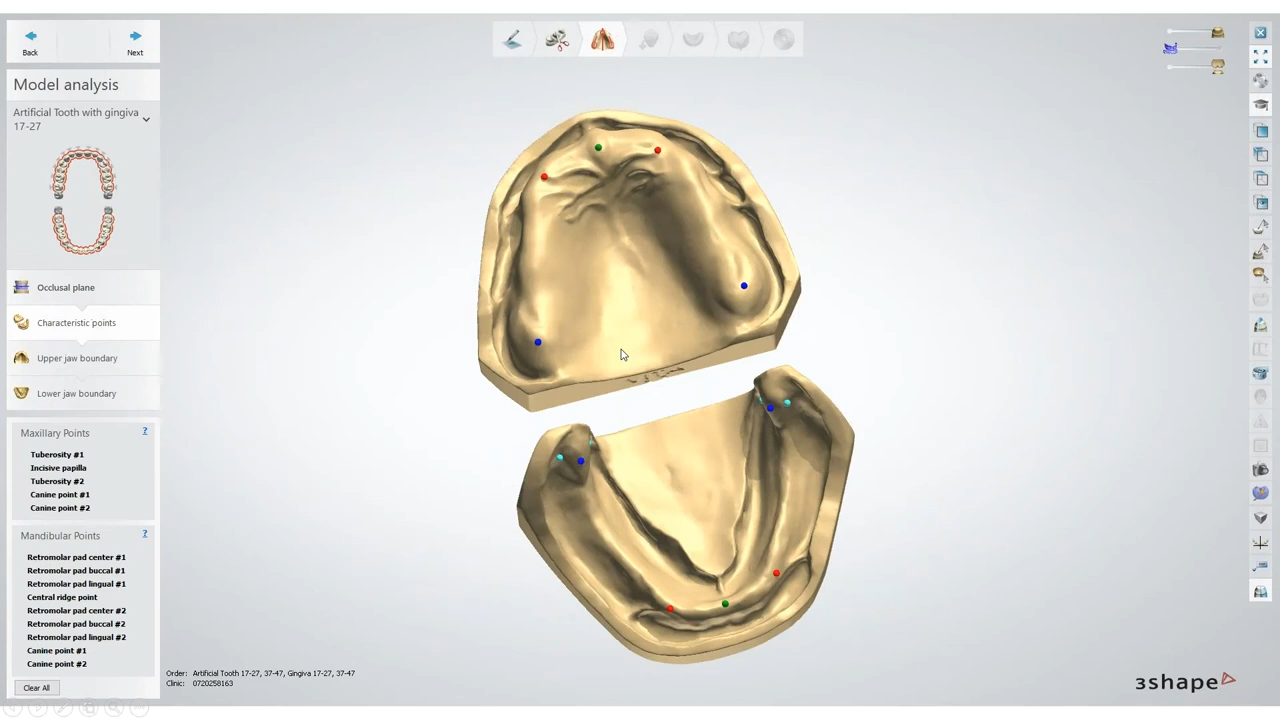 Back
Next
Model analysis
Artificial Tooth with gingiva
17-27
Occlusal plane
Characteristic points
Upper jaw boundary
Lower jaw boundary
Maxillary Points
?
Tuberosity #1
Incisive papilla
Tuberosity #2
Canine point #1
Canine point #2
Mandibular Points
?
Retromolar pad center #1
Retromolar pad buccal #1
Retromolar pad lingual #1
Central ridge point
Retromolar pad center #2
Retromolar pad buccal #2
Retromolar pad lingual #2
Canine point #1
Canine point #2
Clear All
Order: Artificial Tooth 17-27, 37-47, Gingiva 17-27, 37-47
Clinic: 0720258163
3shape